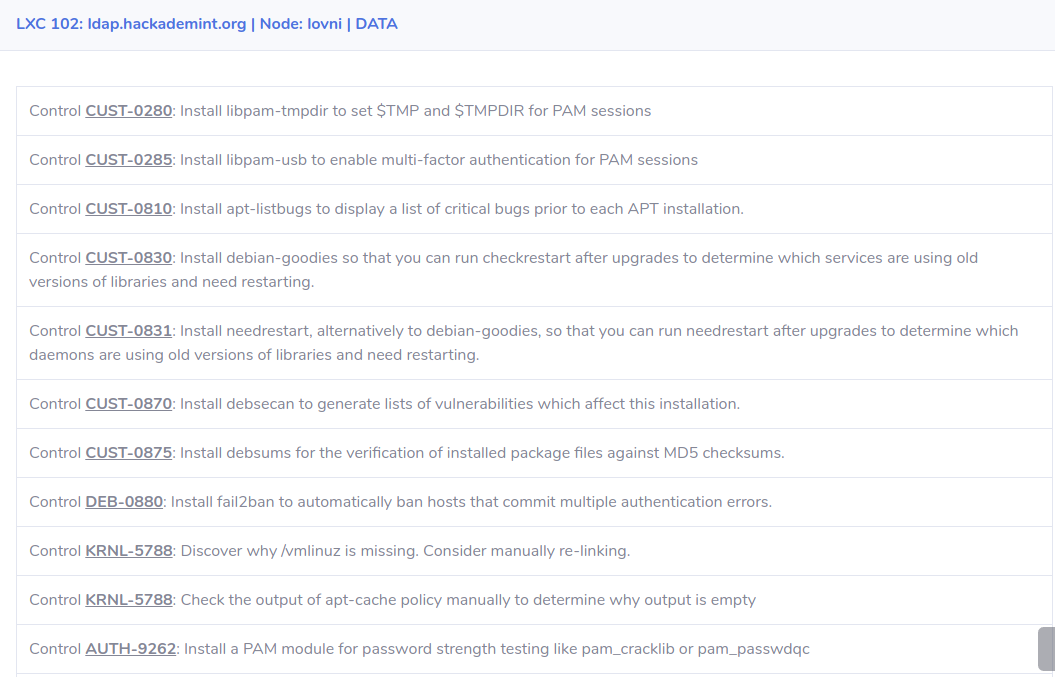 LXC 102: ldap.hackademint.org | Node: lovni | DATA
Control CUST-0280: Install libpam-tmpdir to set $TMP and $TMPDIR for PAM sessions
Control CUST-0285: Install libpam-usb to enable multi-factor authentication for PAM sessions
Control CUST-0810: Install apt-listbugs to display a list of critical bugs prior to each APT installation.
Control CUST-0830: Install debian-goodies so that you can run checkrestart after upgrades to determine which services are using old
versions of libraries and need restarting.
Control CUST-0831: Install needrestart, alternatively to debian-goodies, so that you can run needrestart after upgrades to determine which
daemons are using old versions of libraries and need restarting.
Control CUST-0870: Install debsecan to generate lists of vulnerabilities which affect this installation.
Control CUST-0875: Install debsums for the verification of installed package files against MD5 checksums.
Control DEB-0880: Install fail2ban to automatically ban hosts that commit multiple authentication errors.
Control KRNL-5788: Discover why /vmlinuz is missing. Consider manually re-linking.
Control KRNL-5788: Check the output of apt-cache policy manually to determine why output is empty
Control AUTH-9262: Install a PAM module for password strength testing like pam_cracklib or pam_passwdqc